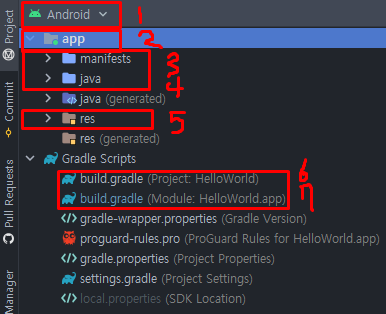 Android 1
app 2
manifests 3
java 4
java (generated)
res 5
res (generated)
Gradle Scripts 6
build.gradle (Project: HelloWorld)
build.gradle (Module: HelloWorld.app)
gradle-wrapper.properties (Gradle Version)
proguard-rules.pro (ProGuard Rules for HelloWorld.app)
gradle.properties (Project Properties)
settings.gradle (Project Settings)
local.properties (SDK Location)
Project
Commit
Pull Requests
Manager